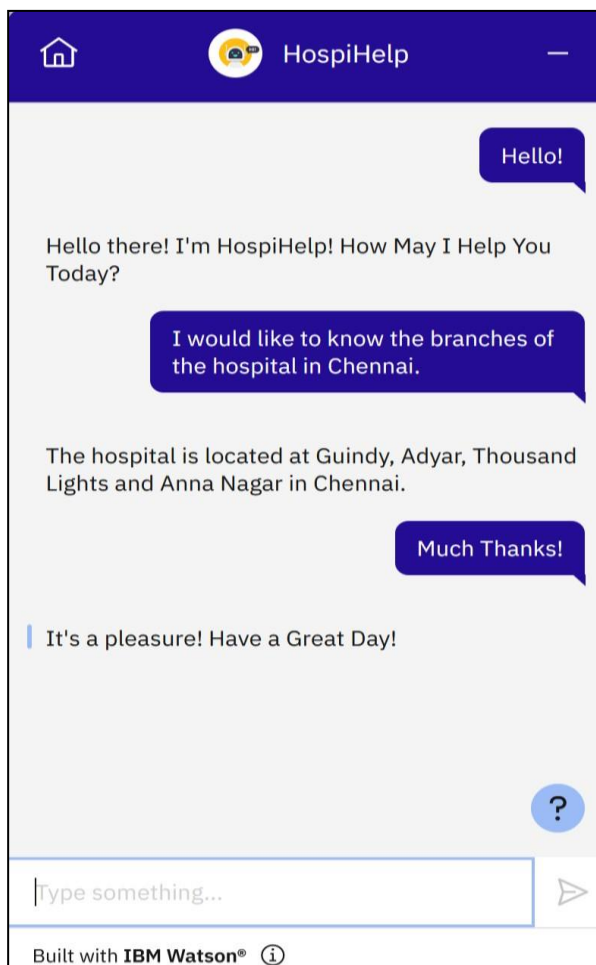 HospiHelp
Hello!
Hello there! I'm HospiHelp! How May I Help You
Today?
I would like to know the branches of
the hospital in Chennai.
The hospital is located at Guindy, Adyar, Thousand
Lights and Anna Nagar in Chennai.
Much Thanks!
It's a pleasure! Have a Great Day!
?
Type something...
Built with IBM Watson®